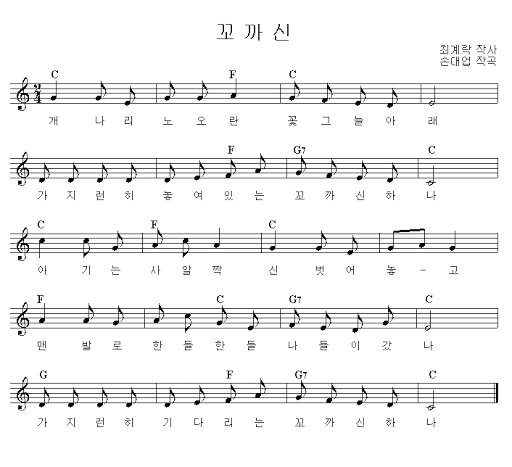 꼬 까 신
최계락 작사
손대업 작곡
C F C
개 나 리 노 오 란 꽃 그 늘 아 래
F G7 C
가 지 런 히 놓 여 있 는 꼬 까 신 하 나
C F C G
아 기 는 사 알 짝 신 벗 어 놓 - 고
F C G7 C
맨 발 로 한 들 한 들 나 들 이 갔 나
G F G7 C
가 지 런 히 기 다 리 는 꼬 까 신 하 나